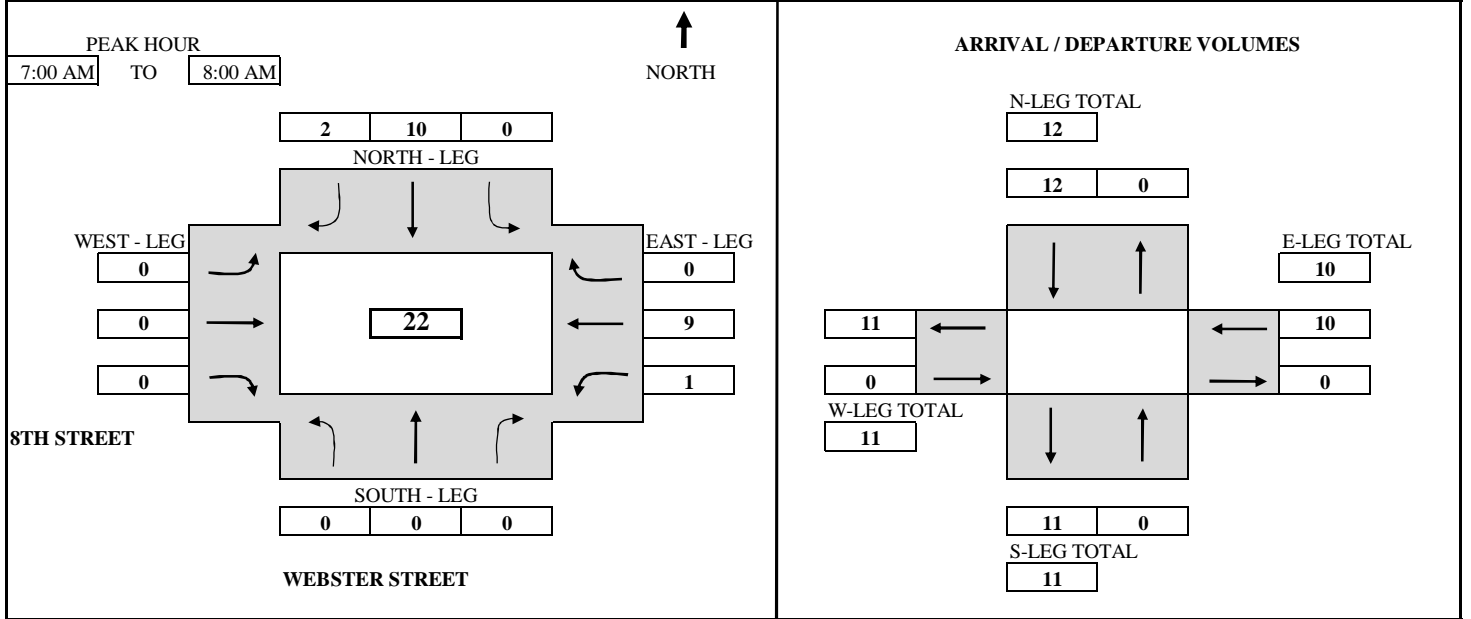 PEAK HOUR
7:00 AM TO 8:00 AM
NORTH
2 10 0
NORTH - LEG
WEST - LEG EAST - LEG
0 0
0 22 9
0 1
8TH STREET
SOUTH - LEG
0 0 0
WEBSTER STREET
ARRIVAL / DEPARTURE VOLUMES
N-LEG TOTAL
12
12 0
E-LEG TOTAL
10
11 10
0 0
W-LEG TOTAL
11
11 0
S-LEG TOTAL
11